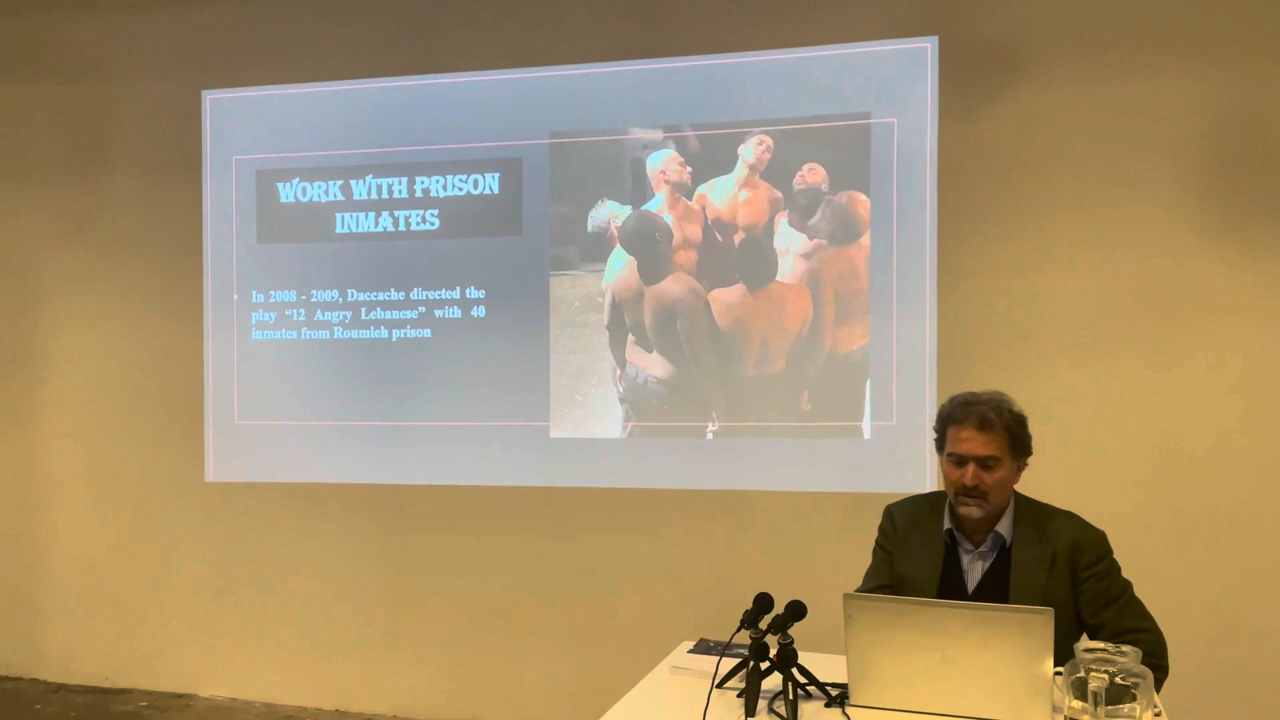 WORK WITH PRISON
INMATES
In 2008 - 2009, Daccache directed the
play “12 Angry Lebanese” with 40
inmates from Roumieh prison